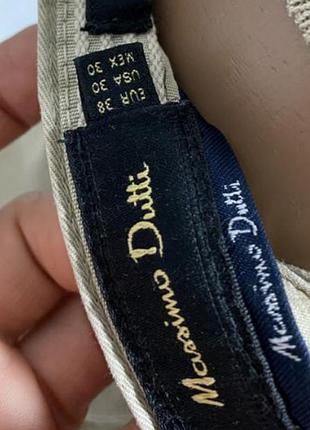 EUR 38
USA 30
MEX 30
Massimo Dutti
Massimo Dutti